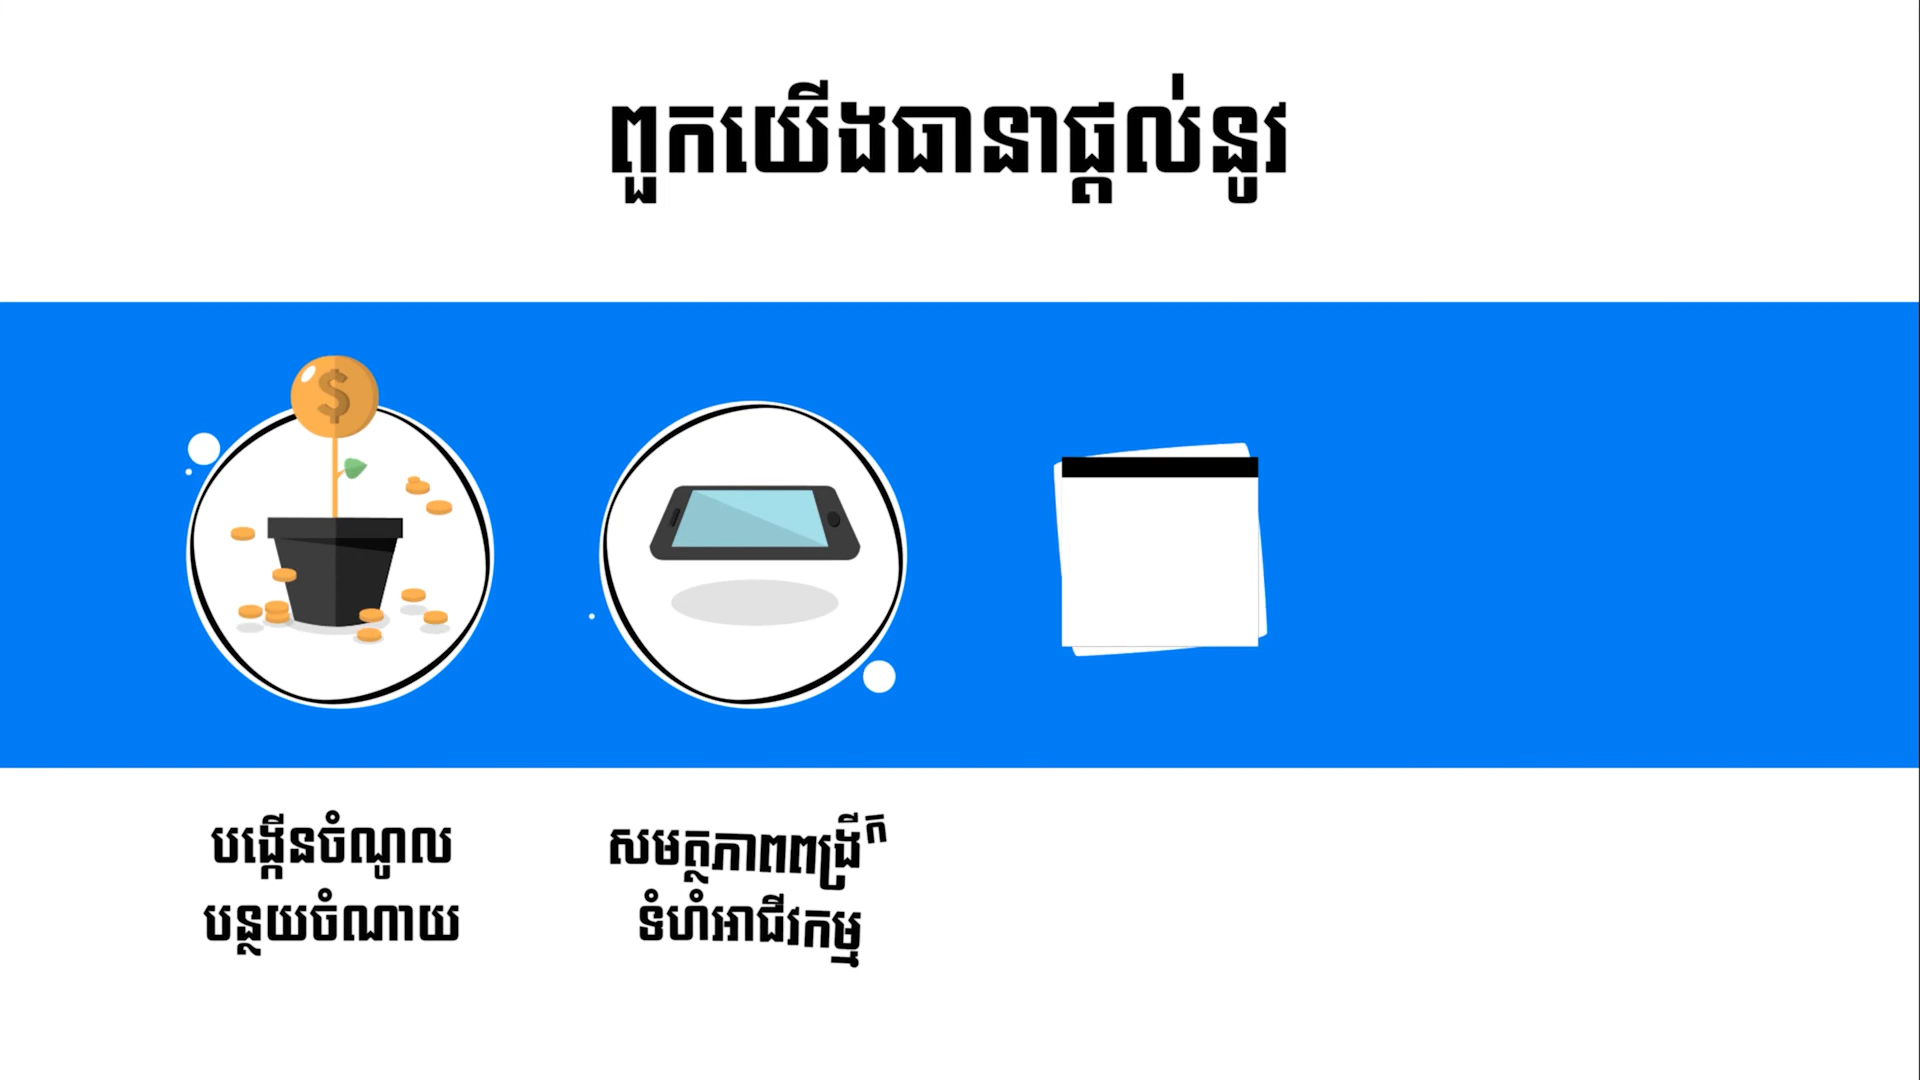 ពួកយើងធានាផ្តល់នូវ
$
បង្កើនចំណូល
បន្ថយចំណាយ
សមត្ថភាពពង្រីក
ទំហំអាជីវកម្ម